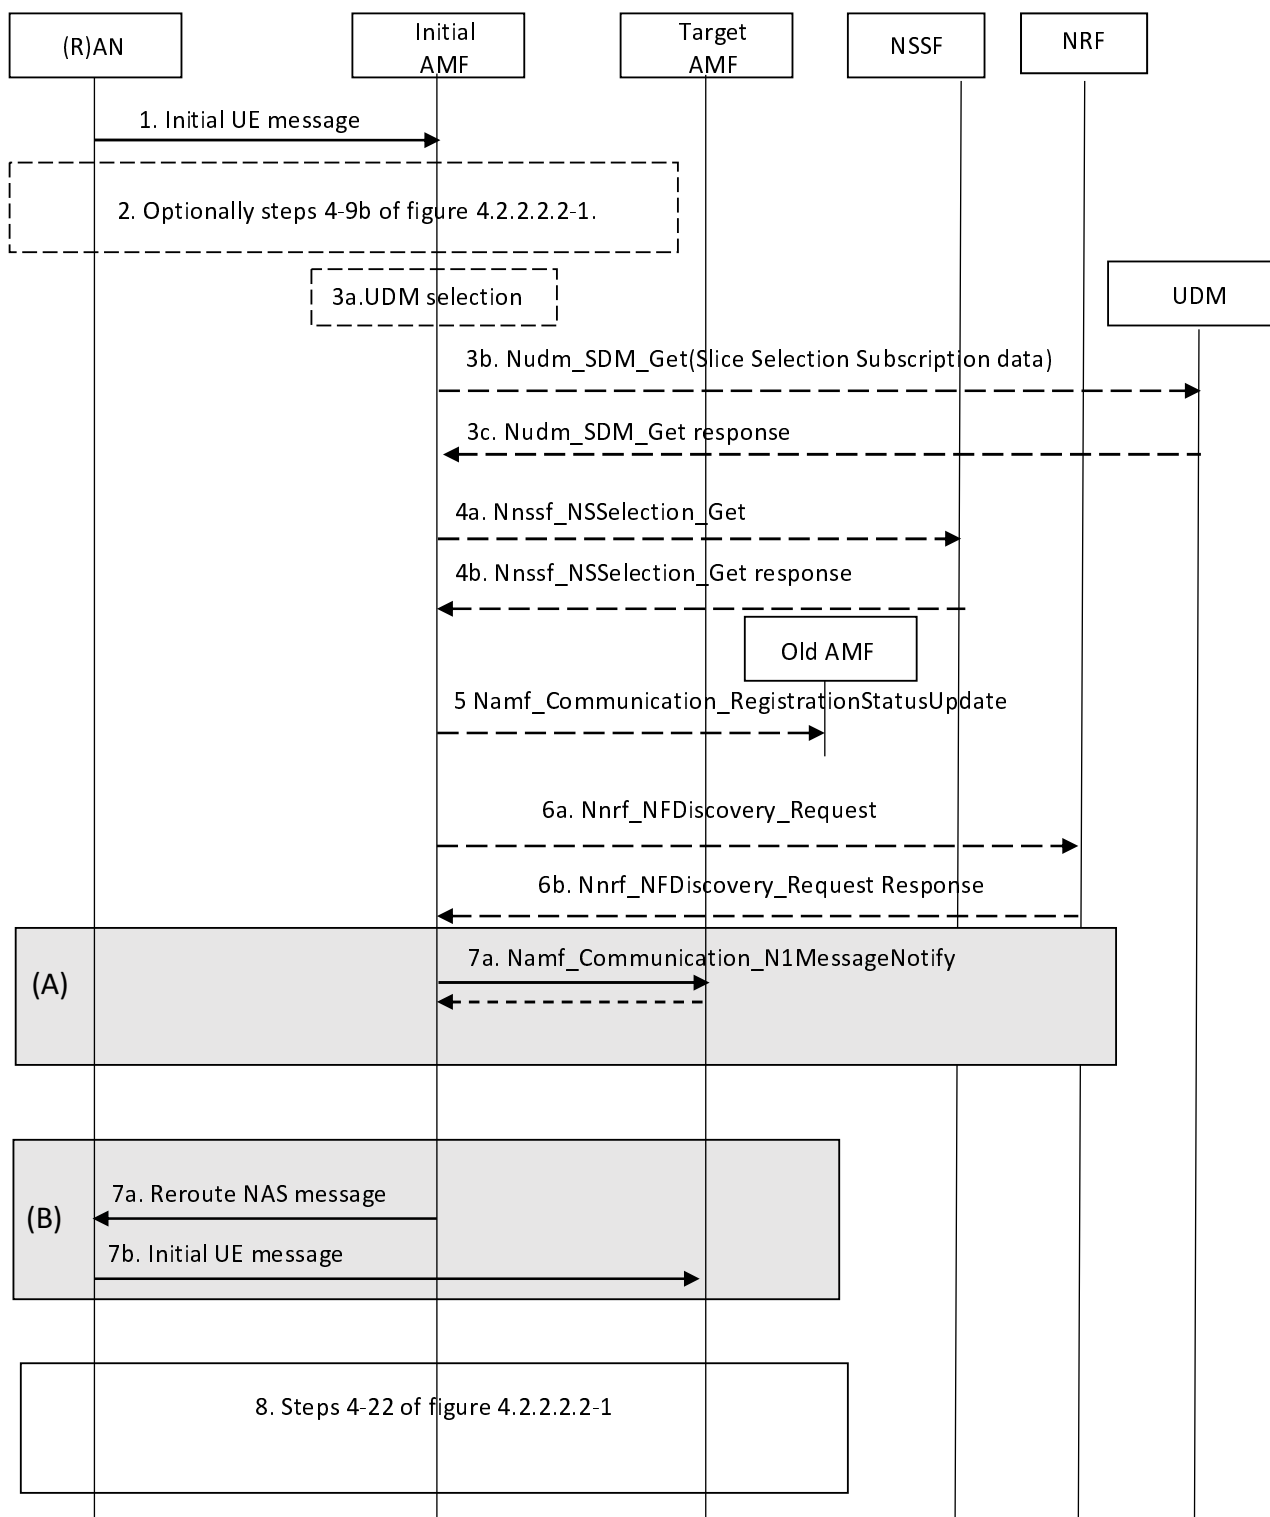 (R)AN
Initial
AMF
Target
AMF
NSSF
NRF
1. Initial UE message
2. Optionally steps 4-9b of figure 4.2.2.2.2-1.
3a.UDM selection
UDM
3b. Nudm_SDM_Get(Slice Selection Subscription data)
3c. Nudm_SDM_Get response
4a. Nnssf_NSSelection_Get
4b. Nnssf_NSSelection_Get response
Old AMF
5 Namf_Communication_RegistrationStatusUpdate
6a. Nnrf_NFDiscovery_Request
6b. Nnrf_NFDiscovery_Request Response
(A)
7a. Namf_Communication_N1MessageNotify
(B)
7a. Reroute NAS message
7b. Initial UE message
8. Steps 4-22 of figure 4.2.2.2.2-1